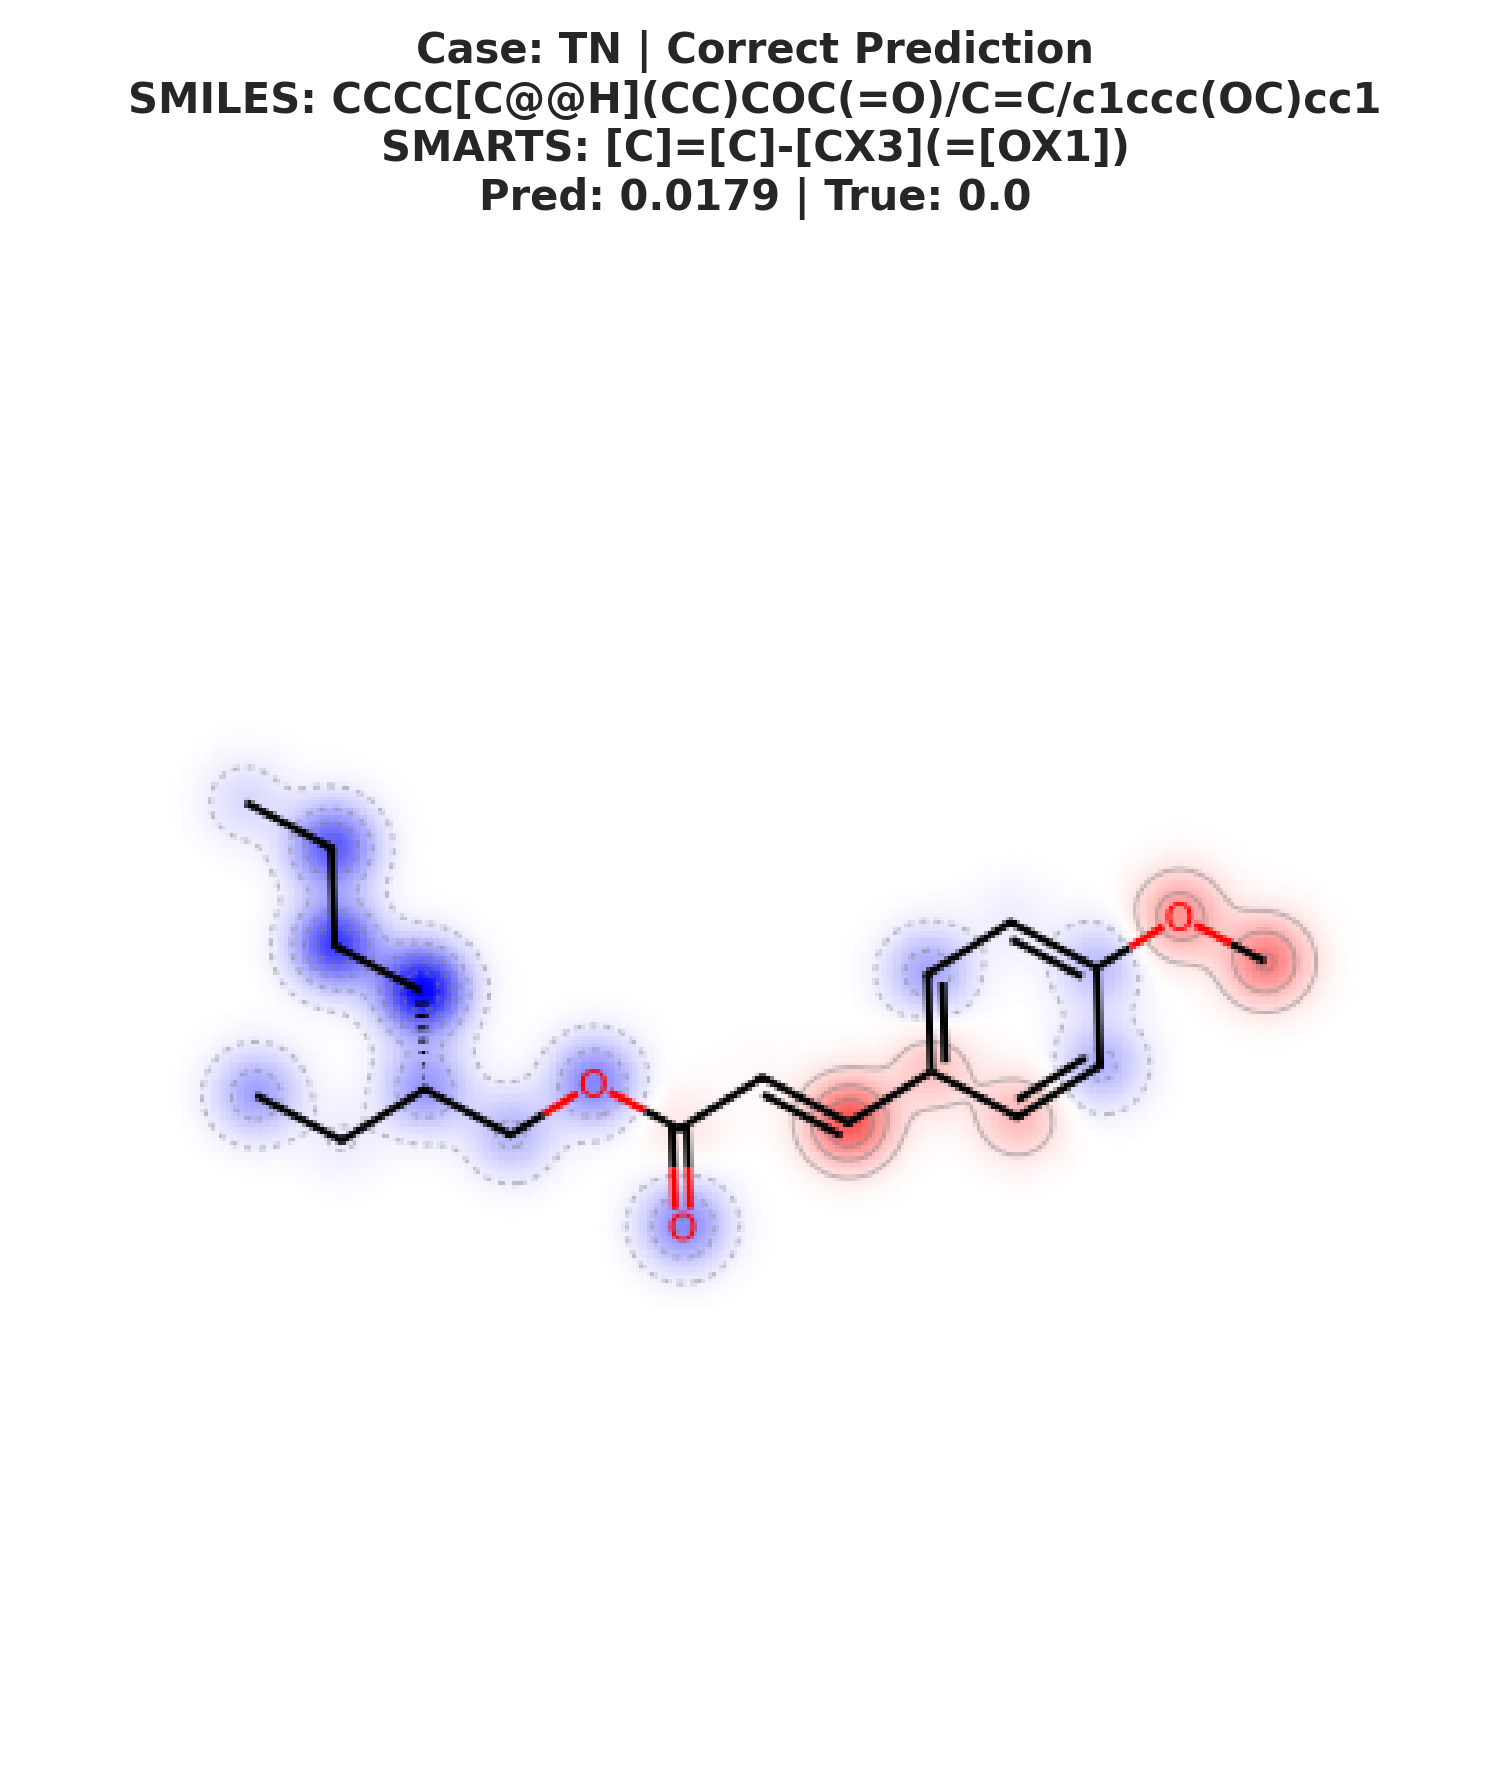 Case: TN | Correct Prediction
SMILES: CCCC[C@@H](CC)COC(=O)/C=C/c1ccc(OC)cc1
SMARTS: [C]=[C]-[CX3](=[OX1])
Pred: 0.0179 | True: 0.0
O
O
O